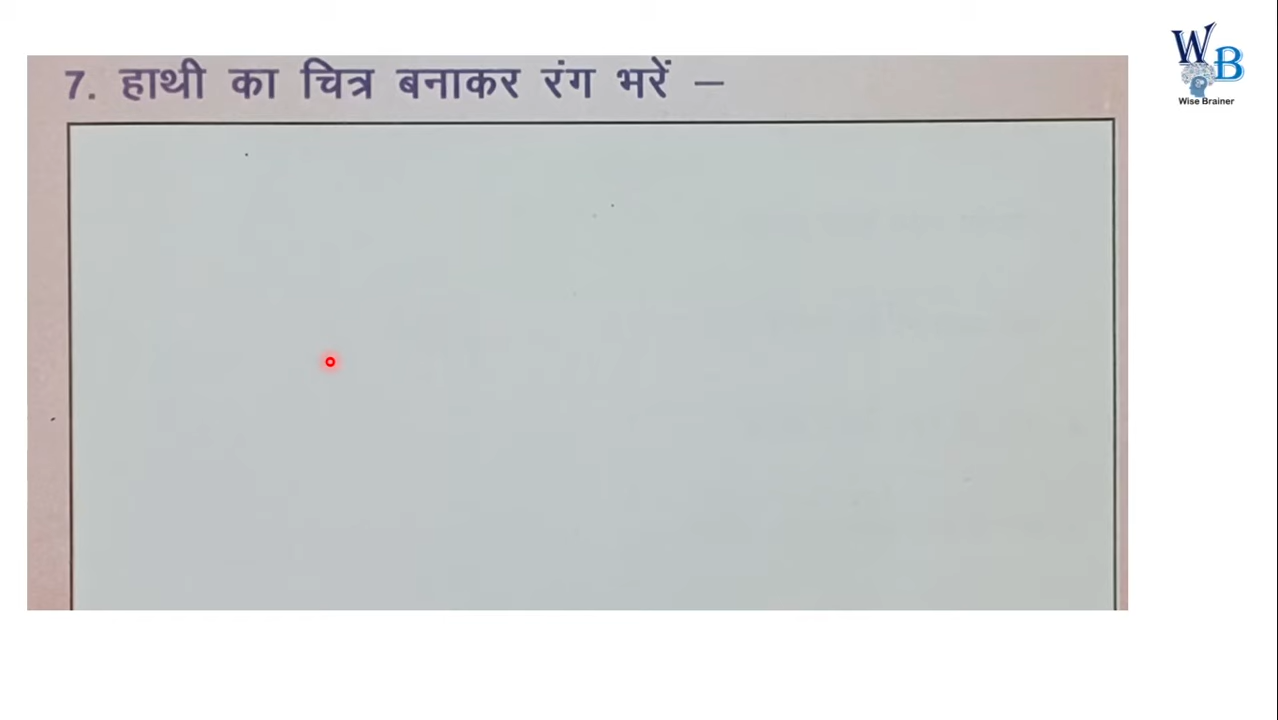 7. हाथी का चित्र बनाकर रंग भरें –
WB
Wise Brainer